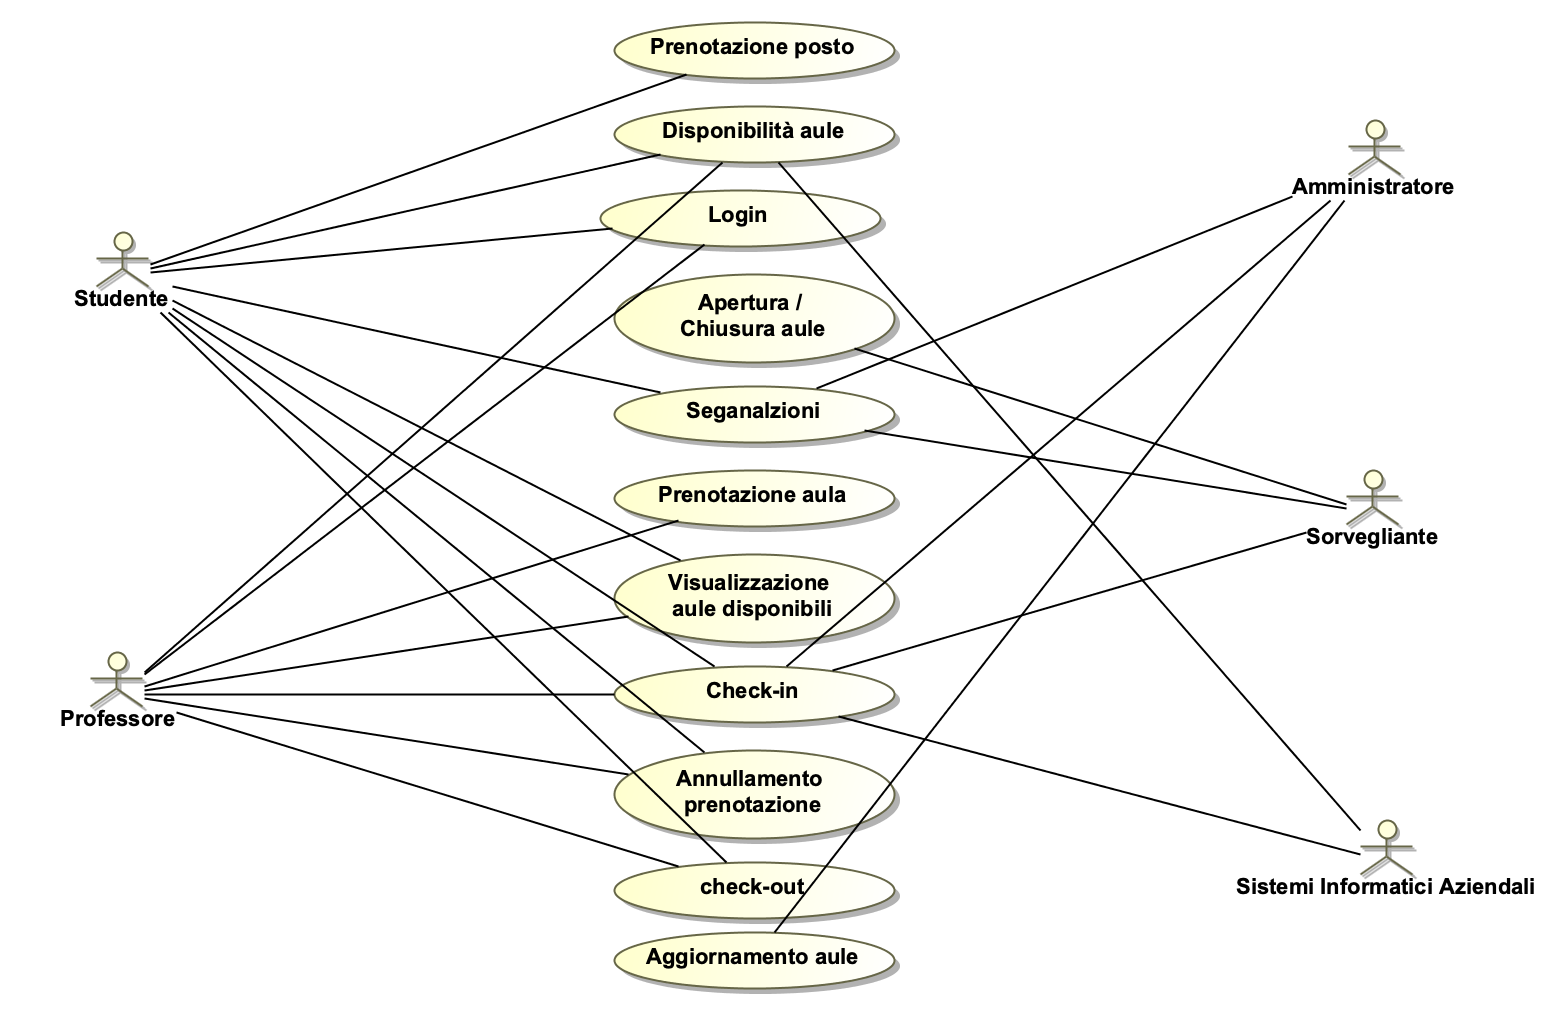 Prenotazione posto
Disponibilità aule
Amministratore
Login
Studente
Apertura /
Chiusura aule
Seganalzioni
Prenotazione aula
Sorvegliante
Visualizzazione
aule disponibili
Check-in
Professore
Annullamento
prenotazione
check-out
Sistemi Informatici Aziendali
Aggiornamento aule